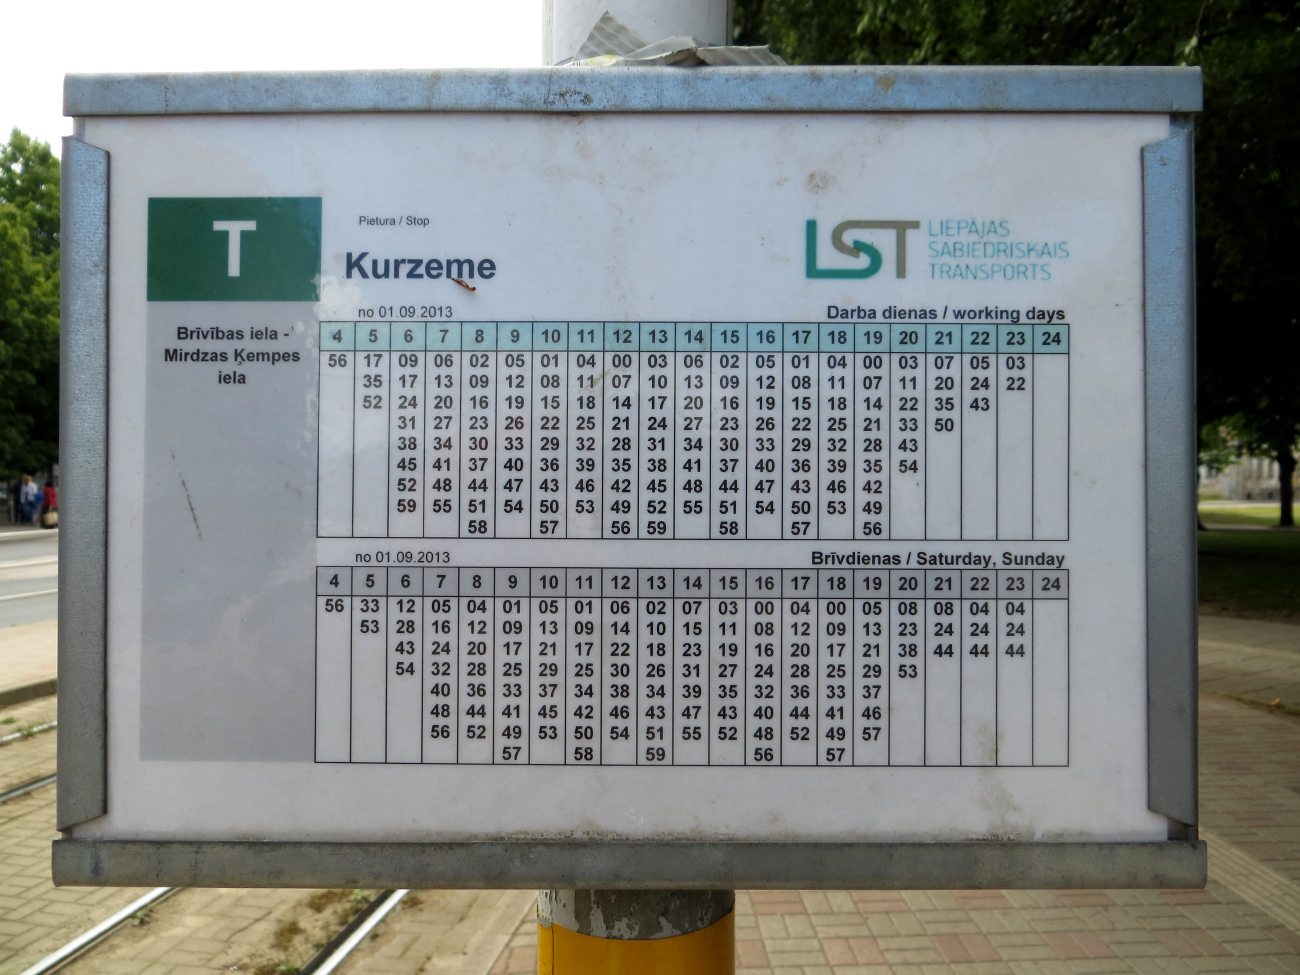 T
Pietura / Stop
Kurzeme
LST LIEPĀJAS
SABIEDRISKAIS
TRANSPORTS
Brīvības iela -
Mirdzas Ķempes
iela
no 01.09.2013 Darba dienas / working days
4 5 6 7 8 9 10 11 12 13 14 15 16 17 18 19 20 21 22 23 24
56 17 09 06 02 05 01 04 00 03 06 02 05 01 04 00 03 07 05 03
35 17 13 09 12 08 11 07 10 13 09 12 08 11 07 11 20 24 22
52 24 20 16 19 15 18 14 17 20 16 19 15 18 14 22 35 43
31 27 23 26 22 25 21 24 27 23 26 22 25 21 33 50
38 34 30 33 29 32 28 31 34 30 33 29 32 28 43
45 41 37 40 36 39 35 38 41 37 40 36 39 35 54
52 48 44 47 43 46 42 45 48 44 47 43 46 42
59 55 51 54 50 53 49 52 55 51 54 50 53 49
58 57 56 59 58 57 56
no 01.09.2013 Brīvdienas / Saturday, Sunday
4 5 6 7 8 9 10 11 12 13 14 15 16 17 18 19 20 21 22 23 24
56 33 12 05 04 01 05 01 06 02 07 03 00 04 00 05 08 08 04 04
53 28 16 12 09 13 09 14 10 15 11 08 12 09 13 23 24 24 24
43 24 20 17 21 17 22 18 23 19 16 20 17 21 38 44 44 44
54 32 28 25 29 25 30 26 31 27 24 28 25 29 53
40 36 33 37 34 38 34 39 35 32 36 33 37
48 44 41 45 42 46 43 47 43 40 44 41 46
56 52 49 53 50 54 51 55 52 48 52 49 57
57 58 59 56 57